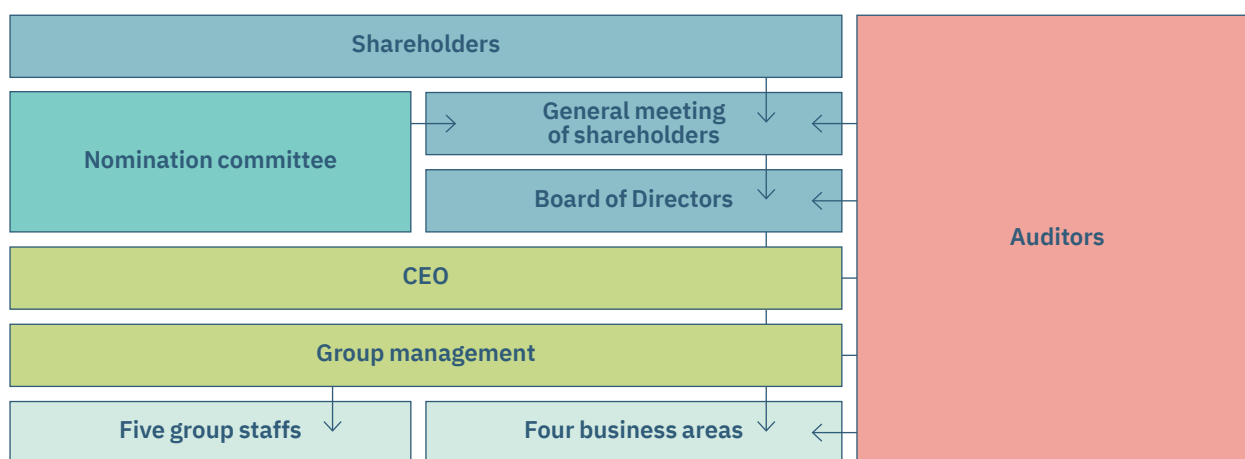 Shareholders
General meeting
of shareholders
Nomination committee
Board of Directors
Auditors
CEO
Group management
Five group staffs
Four business areas